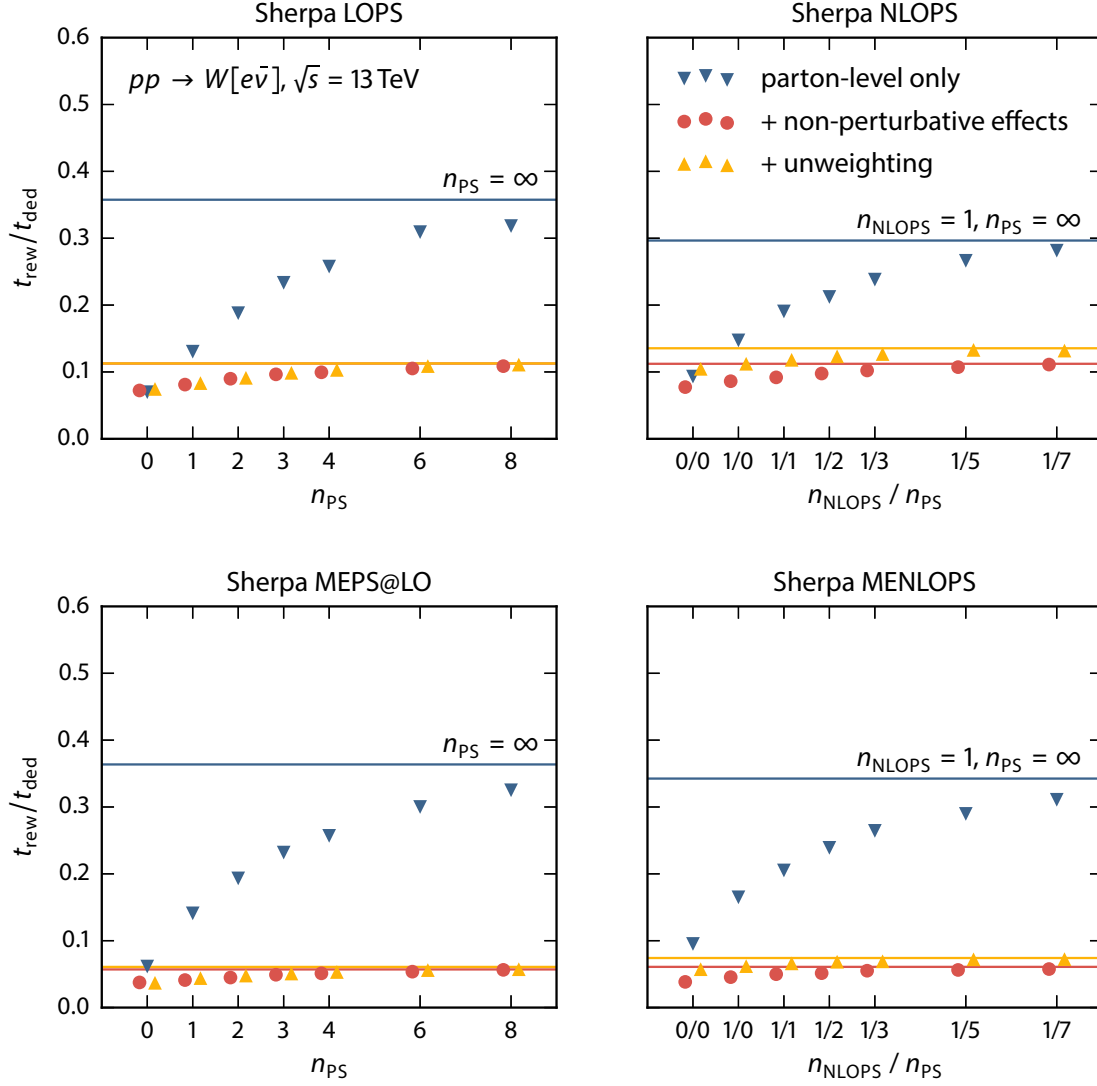 Sherpa LOPS
0.6
0.5
0.4
0.3
0.2
0.1
0.0
t_rew/t_ded
pp → W[eν̄], √s = 13 TeV
n_PS = ∞
0 1 2 3 4 6 8
n_PS
Sherpa NLOPS
parton-level only
+ non-perturbative effects
+ unweighting
n_NLOPS = 1, n_PS = ∞
0/0 1/0 1/1 1/2 1/3 1/5 1/7
n_NLOPS / n_PS
Sherpa MEPS@LO
0.6
0.5
0.4
0.3
0.2
0.1
0.0
t_rew/t_ded
n_PS = ∞
0 1 2 3 4 6 8
n_PS
Sherpa MENLOPS
n_NLOPS = 1, n_PS = ∞
0/0 1/0 1/1 1/2 1/3 1/5 1/7
n_NLOPS / n_PS